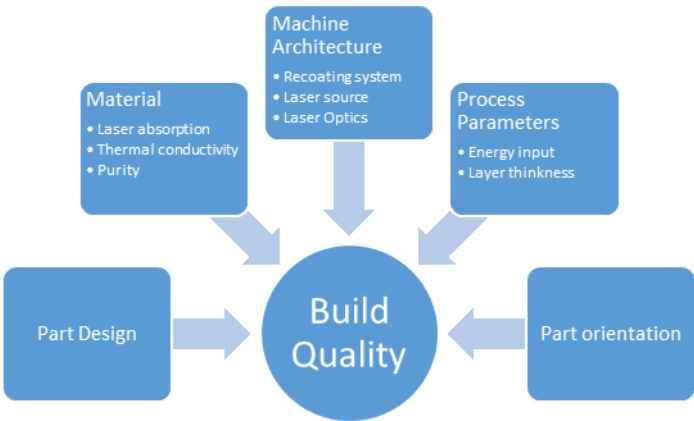 Machine
Architecture
• Recoating system
• Laser source
• Laser Optics
Material
• Laser absorption
• Thermal conductivity
• Purity
Process
Parameters
• Energy input
• Layer thinkness
Part Design
Build
Quality
Part orientation